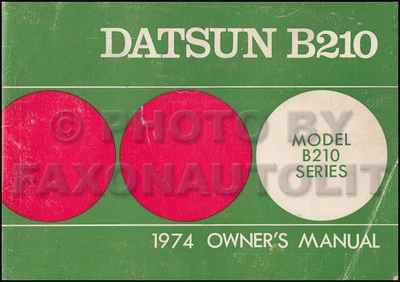 DATSUN B210
MODEL
B210
SERIES
© PHOTO BY
FAXONAUTOLIT
1974 OWNER'S MANUAL